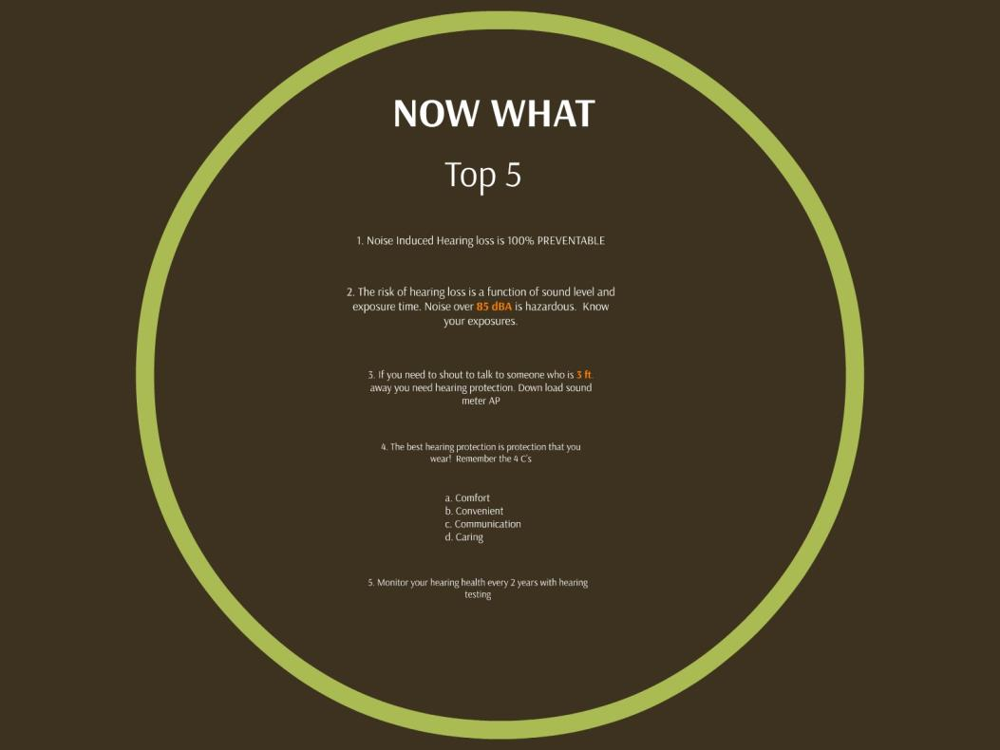 NOW WHAT
Top 5
1. Noise Induced Hearing loss is 100% PREVENTABLE
2. The risk of hearing loss is a function of sound level and
exposure time. Noise over 85 dBA is hazardous.  Know
your exposures.
3. If you need to shout to talk to someone who is 3 ft.
away you need hearing protection. Down load sound
meter AP
4. The best hearing protection is protection that you
wear!  Remember the 4 C's
a. Comfort
b. Convenient
c. Communication
d. Caring
5. Monitor your hearing health every 2 years with hearing
testing